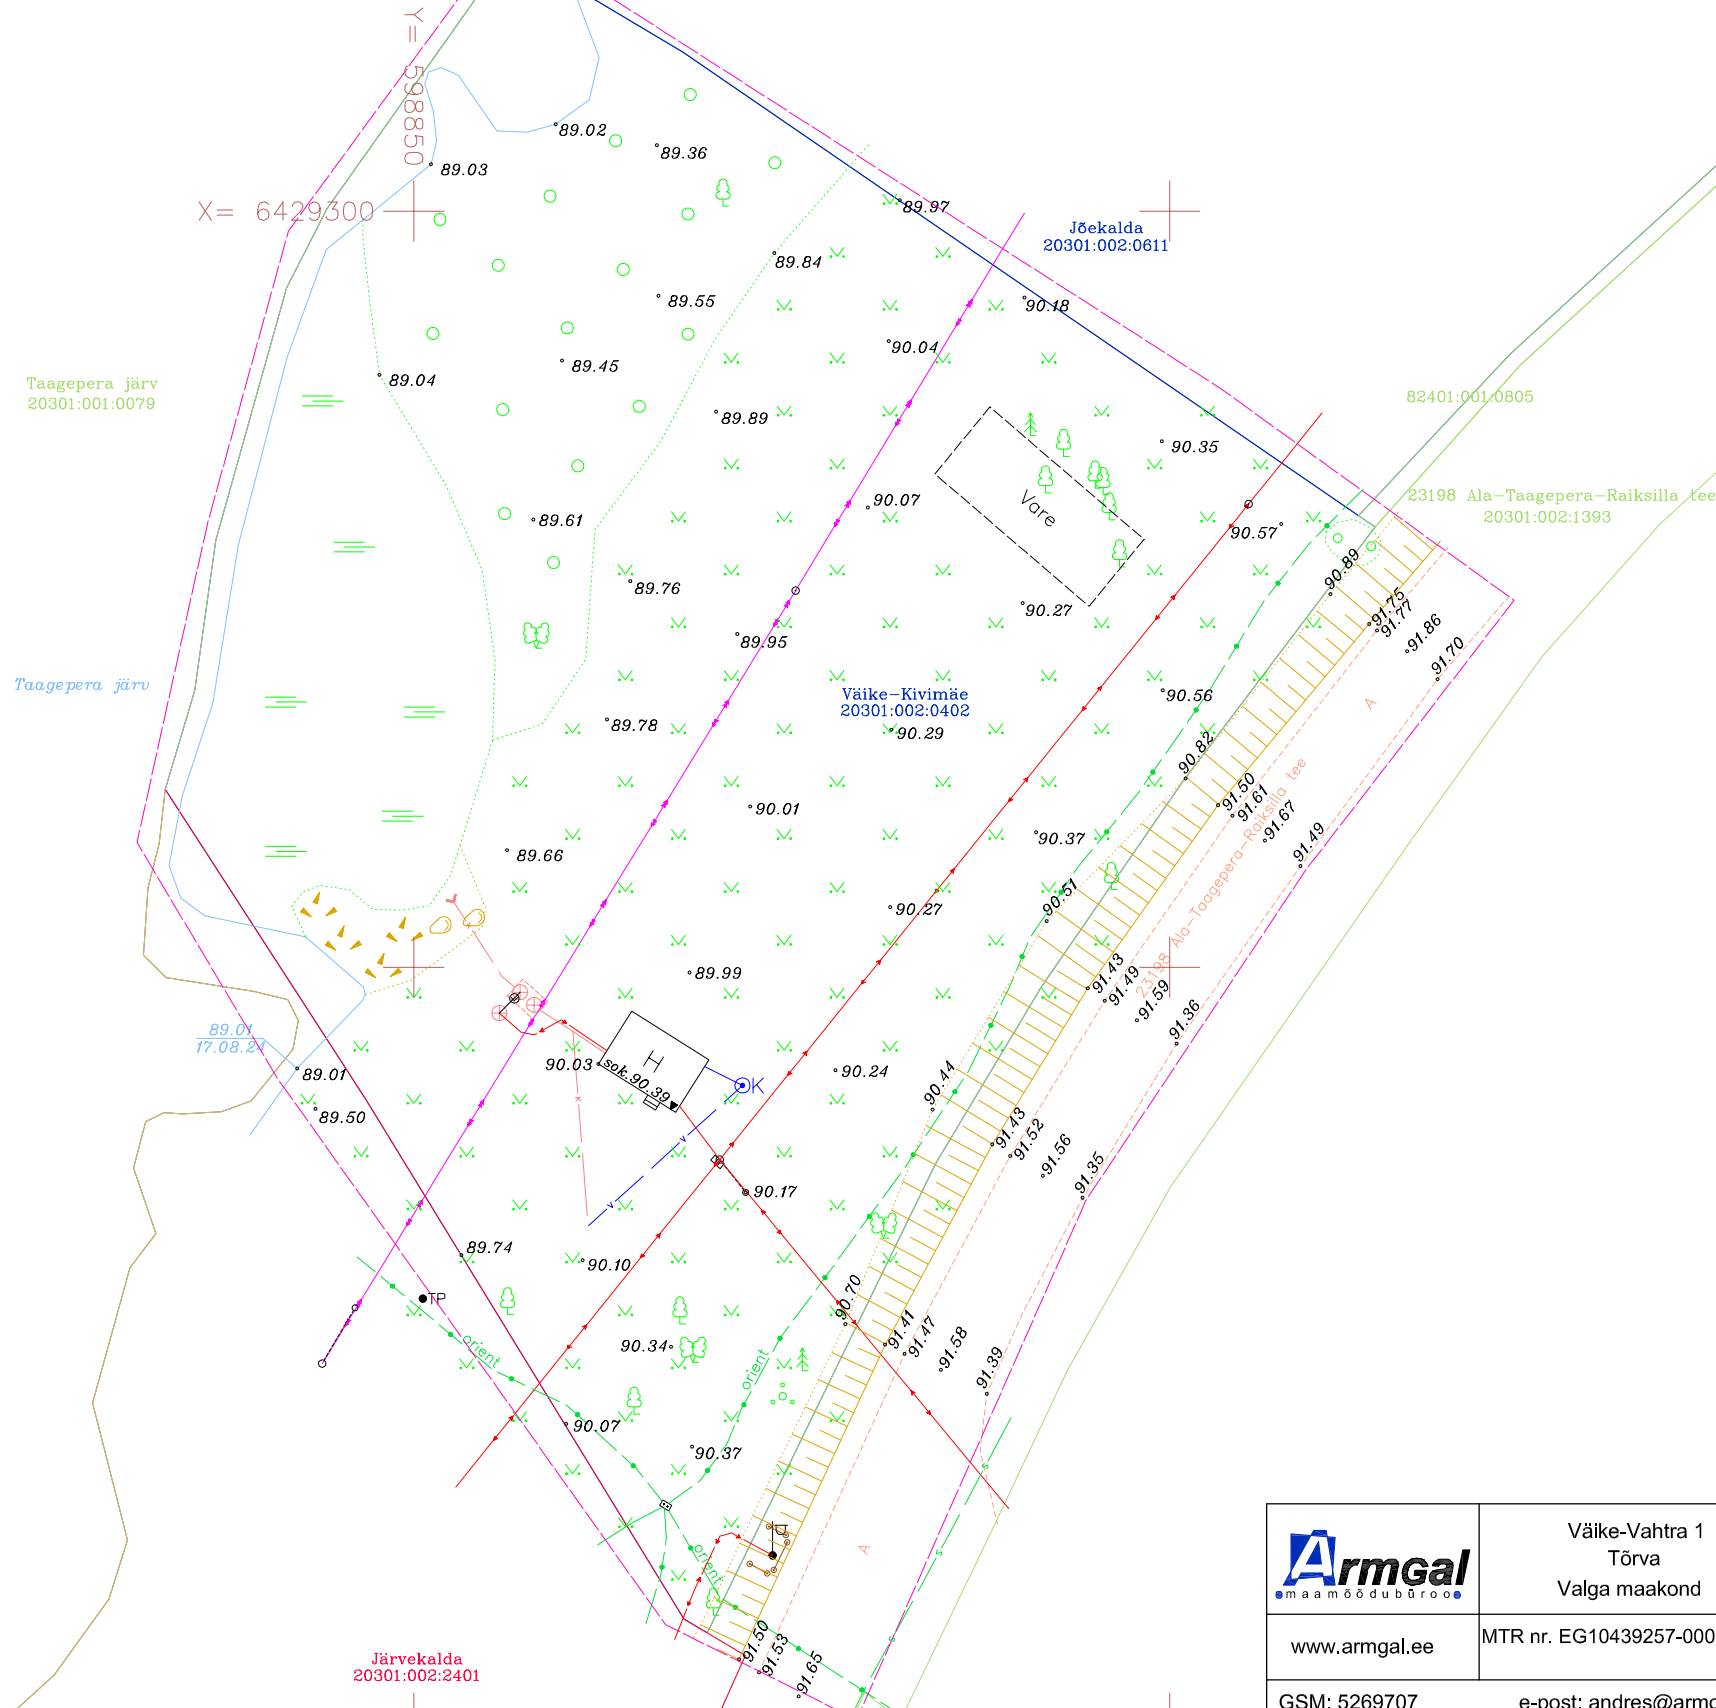 Y= 598850
89.02
89.36
89.03
X= 6429300
89.97
Jõekalda
20301:002:0611
89.84
89.55
90.18
90.04
89.45
89.04
Taagepera järv
20301:001:0079
82401:001:0805
89.89
90.35
23198 Ala-Taagepera-Raiksilla tee
20301:002:1393
90.07
Vare
89.61
90.57
90.89
89.76
90.27
91.75
91.77
91.86
89.95
91.70
Taagepera järv
Väike-Kivimäe
20301:002:0402
90.56
A
89.78
90.29
90.82
90.01
91.50
91.61
91.67
90.37
91.49
89.66
23198 Ala-Taagepera-Raiksilla tee
90.51
90.27
89.99
91.43
91.49
91.59
91.36
89.01
17.08.24
H
90.03
sok.90.39
K
90.24
90.44
89.01
89.50
K
v
91.43
91.52
91.56
91.35
90.17
v
89.74
90.10
TP
90.70
orient
90.34
91.41
91.47
91.58
91.39
orient
90.07
90.37
s
orient
A
s
s
91.50
91.53
91.65
Järvekalda
20301:002:2401
Armgal
maamõõdubüroo
Väike-Vahtra 1
Tõrva
Valga maakond
www.armgal.ee
MTR nr. EG10439257-000
GSM: 5269707
e-post: andres@armg